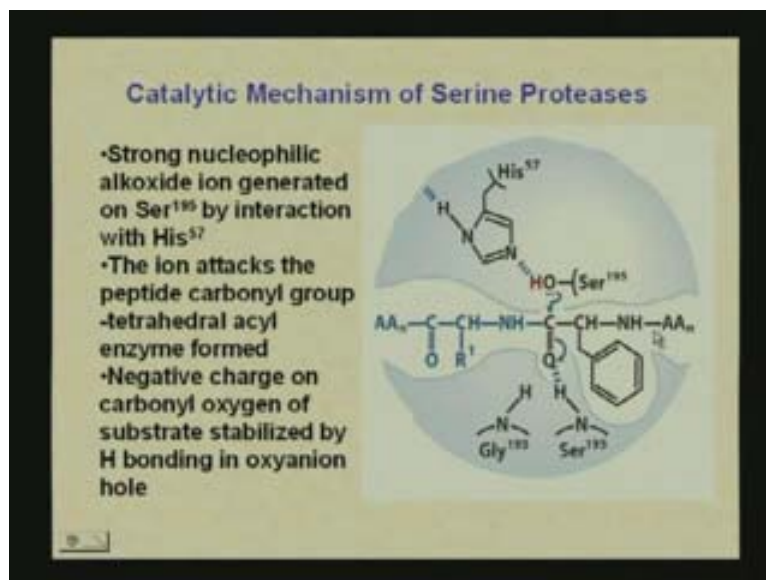 Catalytic Mechanism of Serine Proteases
•Strong nucleophilic
alkoxide ion generated
on Ser¹⁹⁵ by interaction
with His⁵⁷
•The ion attacks the
peptide carbonyl group
-tetrahedral acyl
enzyme formed
•Negative charge on
carbonyl oxygen of
substrate stabilized by
H bonding in oxyanion
hole
His⁵⁷
H
N
N
HO–(Ser¹⁹⁵
AAₙ–C–CH–NH–C–CH–NH–AAₙ
O R¹ O
H H
N N
Gly¹⁹³ Ser¹⁹⁵